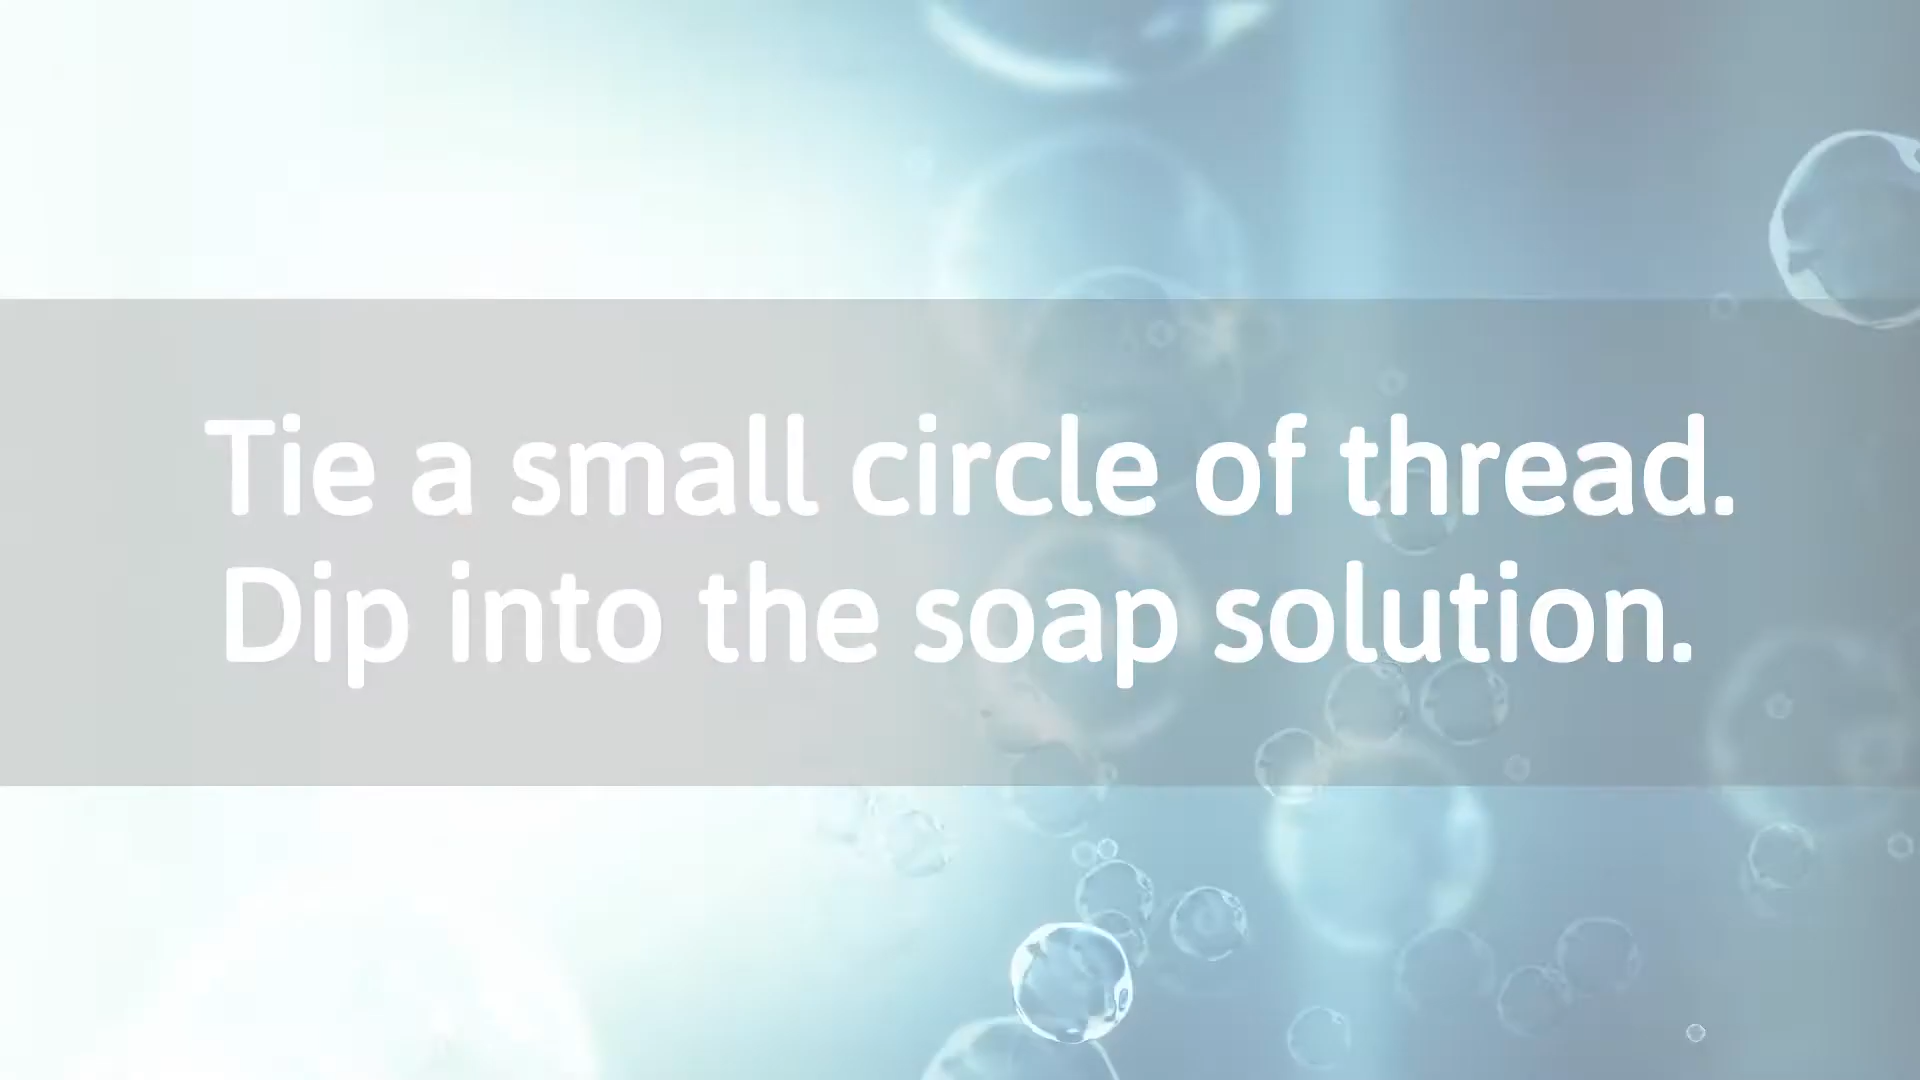 Tie a small circle of thread.
Dip into the soap solution.